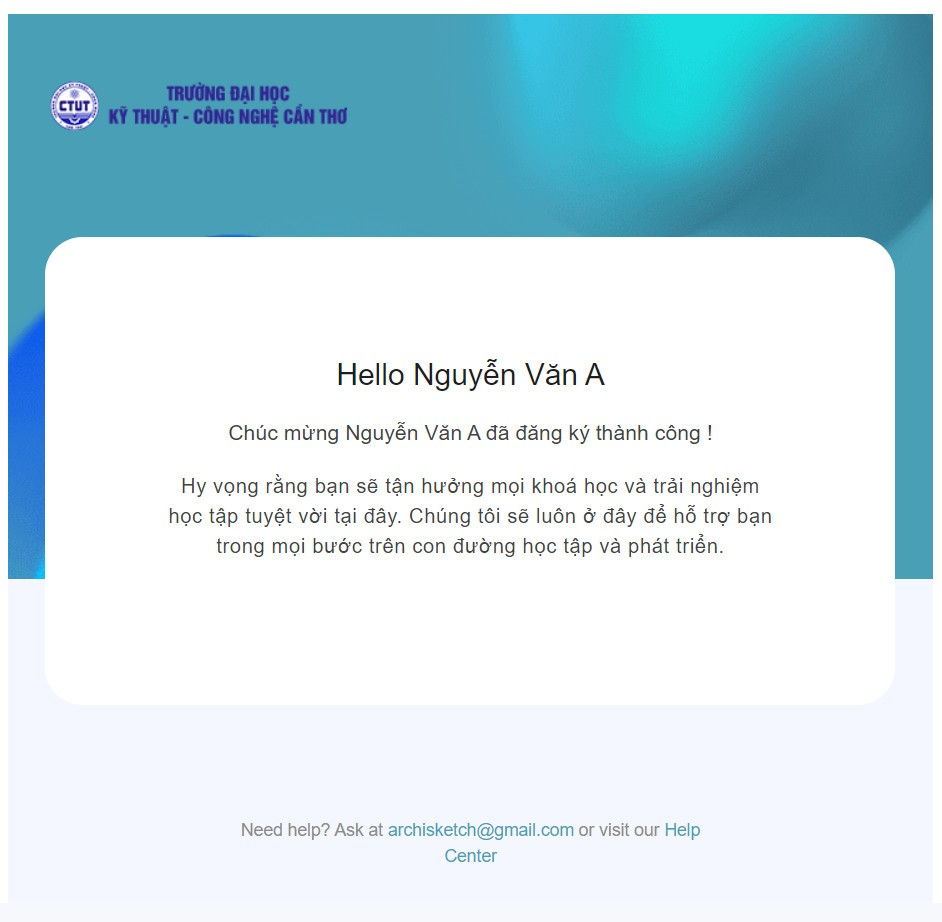 CTUT
TRƯỜNG ĐẠI HỌC
KỸ THUẬT - CÔNG NGHỆ CẦN THƠ
Hello Nguyễn Văn A
Chúc mừng Nguyễn Văn A đã đăng ký thành công !
Hy vọng rằng bạn sẽ tận hưởng mọi khoá học và trải nghiệm
học tập tuyệt vời tại đây. Chúng tôi sẽ luôn ở đây để hỗ trợ bạn
trong mọi bước trên con đường học tập và phát triển.
Need help? Ask at archisketch@gmail.com or visit our Help
Center